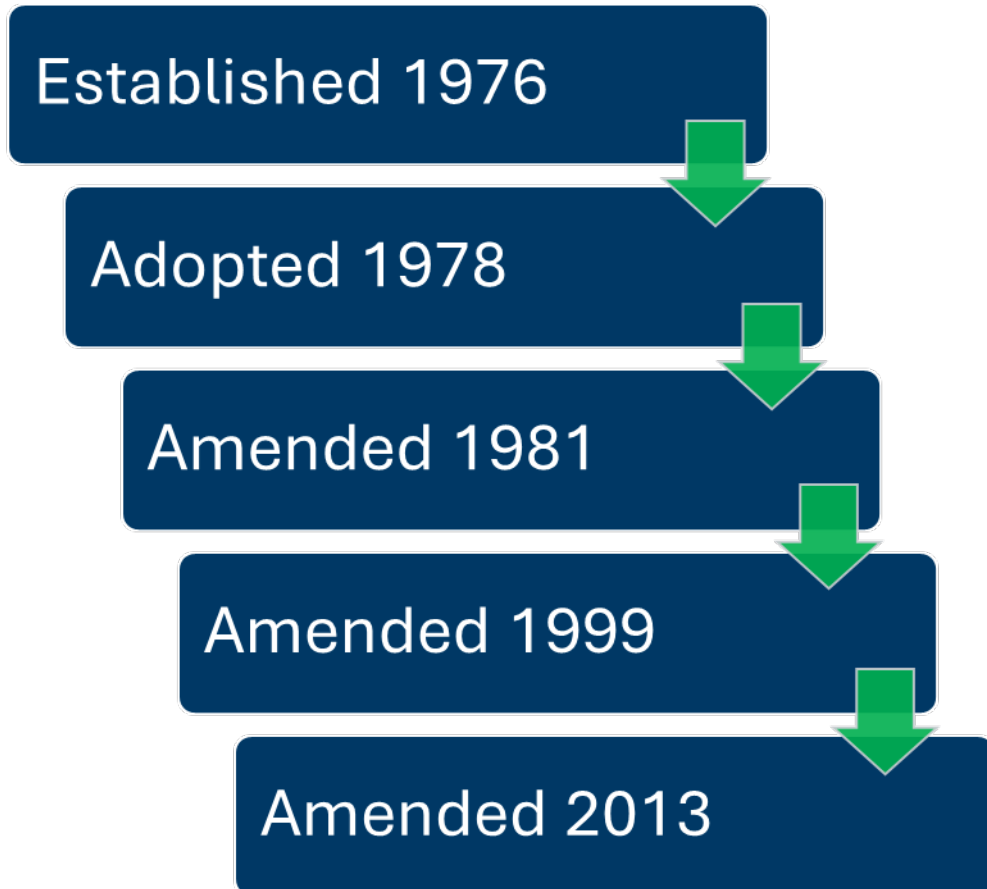 Established 1976
Adopted 1978
Amended 1981
Amended 1999
Amended 2013